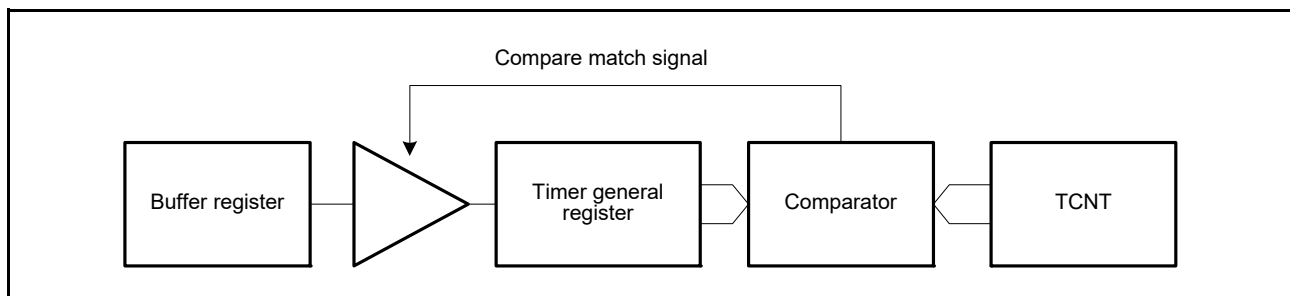 Compare match signal
Buffer register
Timer general
register
Comparator
TCNT